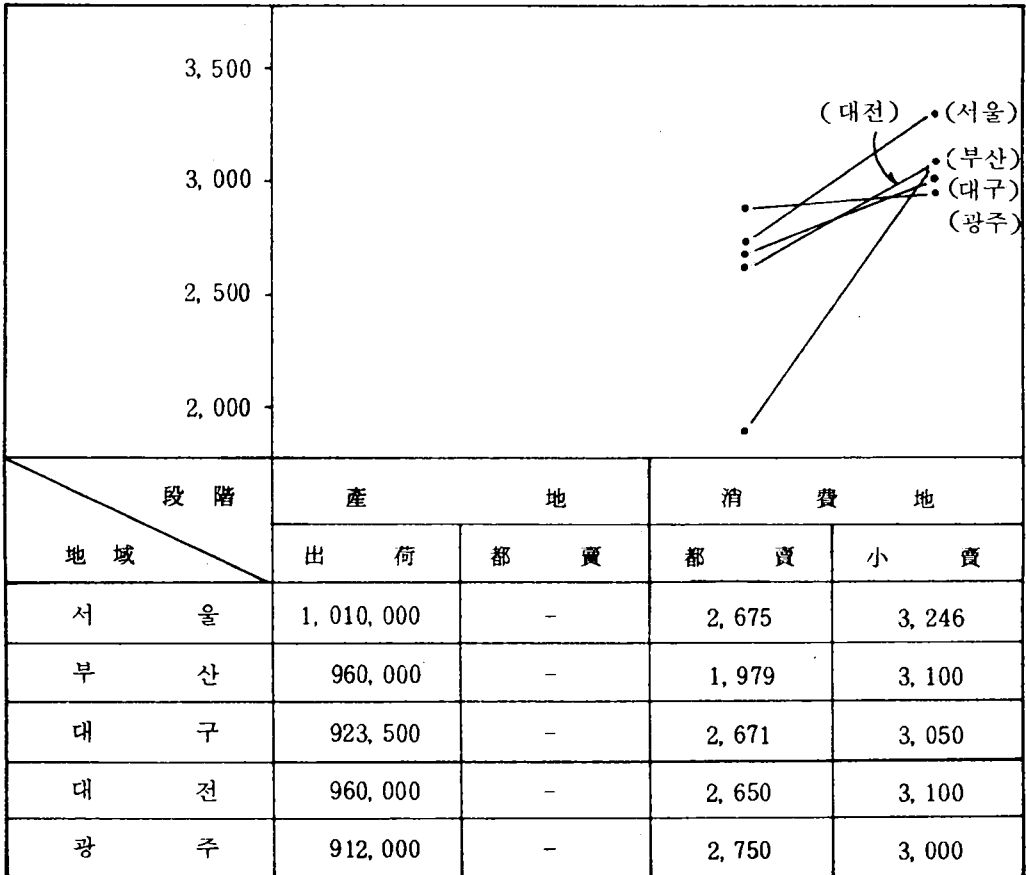 3,500
(대전)
(서울)
(부산)
3,000
(대구)
(광주)
2,500
2,000
段 階
地 域
産 地
消 費 地
出 荷
都 賣
都 賣
小 賣
서 울 1,010,000 - 2,675 3,246
부 산 960,000 - 1,979 3,100
대 구 923,500 - 2,671 3,050
대 전 960,000 - 2,650 3,100
광 주 912,000 - 2,750 3,000